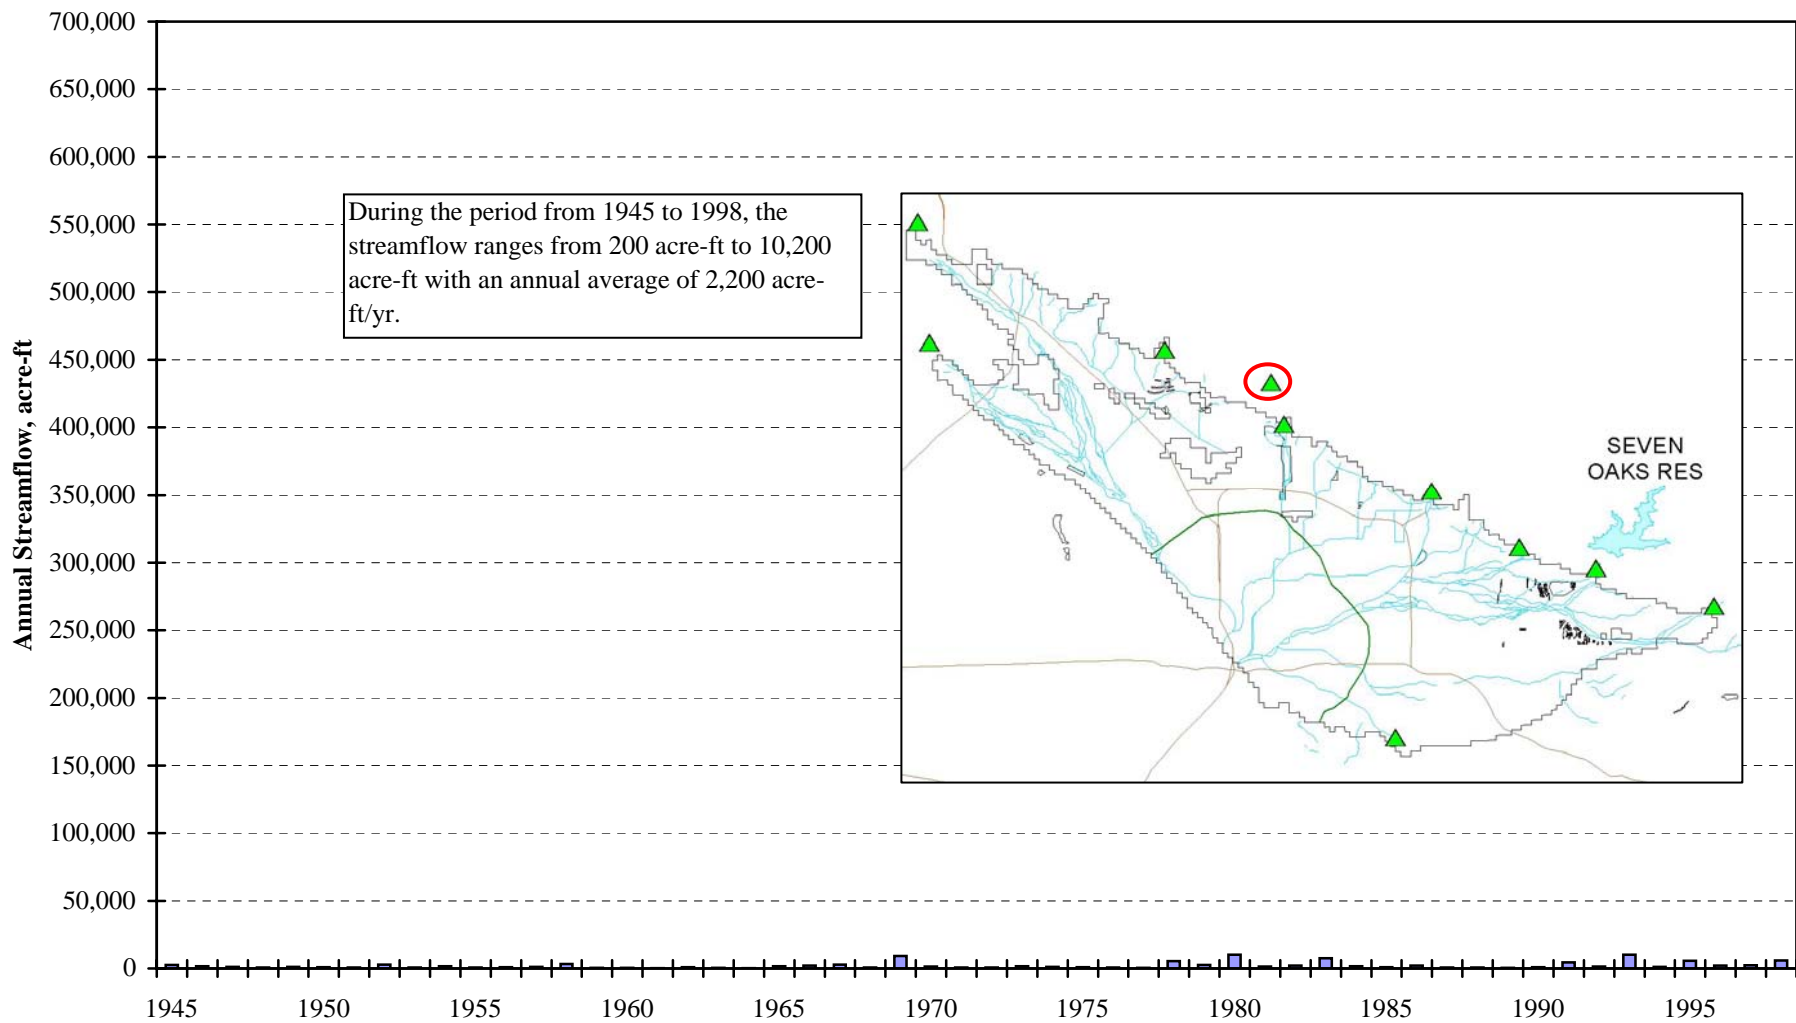 700,000
650,000
600,000
550,000
500,000
450,000
400,000
350,000
300,000
250,000
200,000
150,000
100,000
50,000
0
Annual Streamflow, acre-ft
During the period from 1945 to 1998, the
streamflow ranges from 200 acre-ft to 10,200
acre-ft with an annual average of 2,200 acre-
ft/yr.
SEVEN
OAKS RES
1945 1950 1955 1960 1965 1970 1975 1980 1985 1990 1995